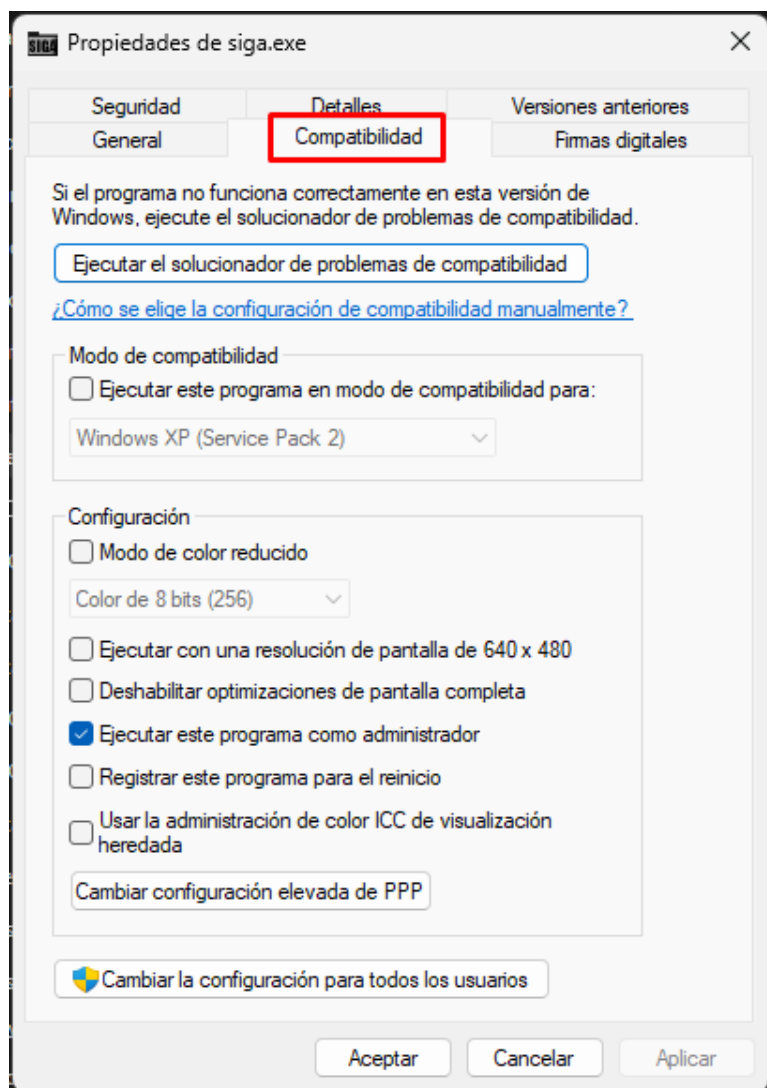 SIGA Propiedades de siga.exe
Seguridad Detalles Versiones anteriores
General Compatibilidad Firmas digitales
Si el programa no funciona correctamente en esta versión de
Windows, ejecute el solucionador de problemas de compatibilidad.
Ejecutar el solucionador de problemas de compatibilidad
¿Cómo se elige la configuración de compatibilidad manualmente?
Modo de compatibilidad
Ejecutar este programa en modo de compatibilidad para:
Windows XP (Service Pack 2)
Configuración
Modo de color reducido
Color de 8 bits (256)
Ejecutar con una resolución de pantalla de 640 x 480
Deshabilitar optimizaciones de pantalla completa
Ejecutar este programa como administrador
Registrar este programa para el reinicio
Usar la administración de color ICC de visualización
heredada
Cambiar configuración elevada de PPP
Cambiar la configuración para todos los usuarios
Aceptar Cancelar Aplicar